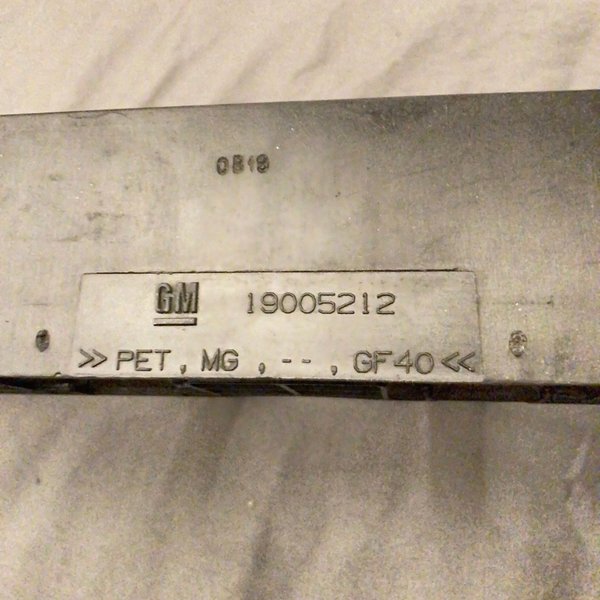 0819
GM 19005212
>> PET, MG, --, GF40 <<